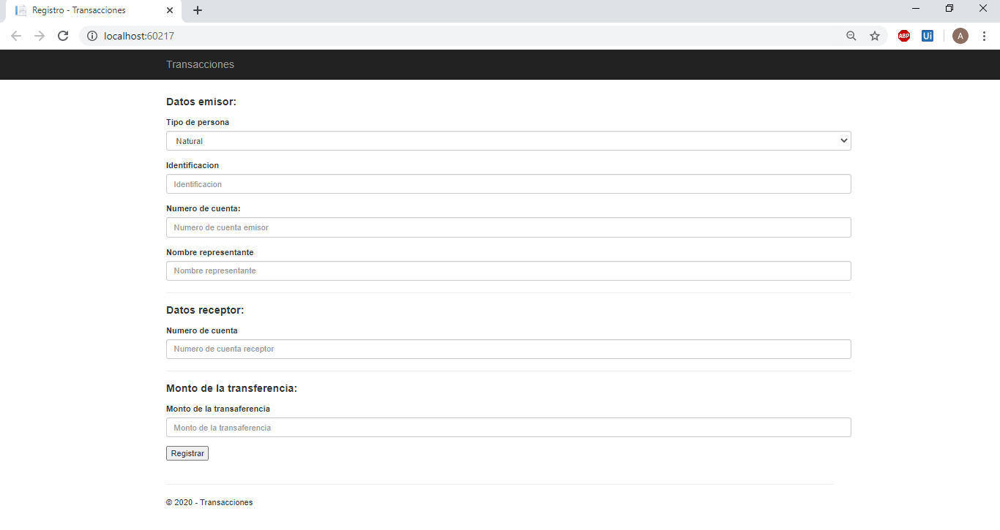 Registro - Transacciones
localhost:60217
ABP
Ui
A
Transacciones
Datos emisor:
Tipo de persona
Natural
Identificacion
Identificacion
Numero de cuenta:
Numero de cuenta emisor
Nombre representante
Nombre representante
Datos receptor:
Numero de cuenta
Numero de cuenta receptor
Monto de la transferencia:
Monto de la transaferencia
Monto de la transaferencia
Registrar
© 2020 - Transacciones